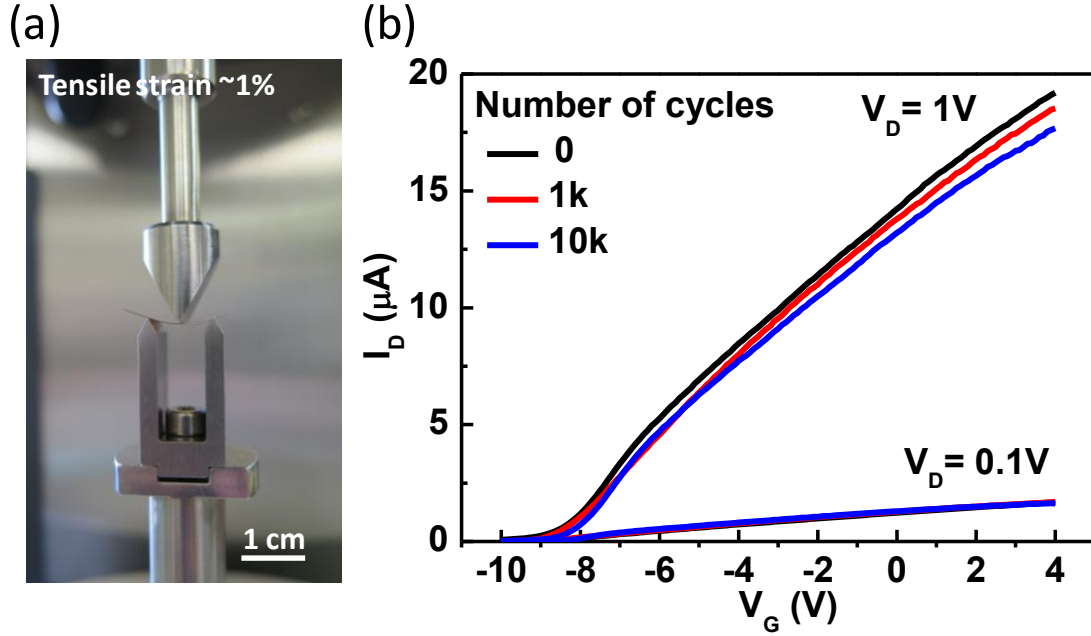 (a)
Tensile strain ~1%
1 cm
(b)
20
15
10
5
0
I_D (μA)
Number of cycles
0
1k
10k
V_D = 1V
V_D = 0.1V
-10 -8 -6 -4 -2 0 2 4
V_G (V)